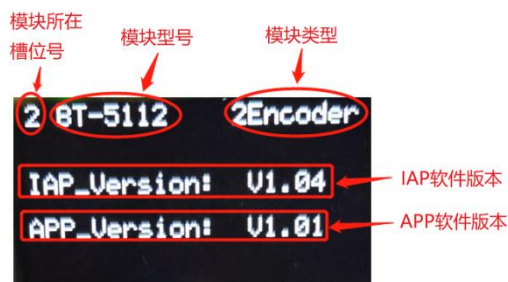 模块所在
槽位号
模块型号
模块类型
2 BT-5112 2Encoder
IAP_Version: V1.04
IAP软件版本
APP_Version: V1.01
APP软件版本